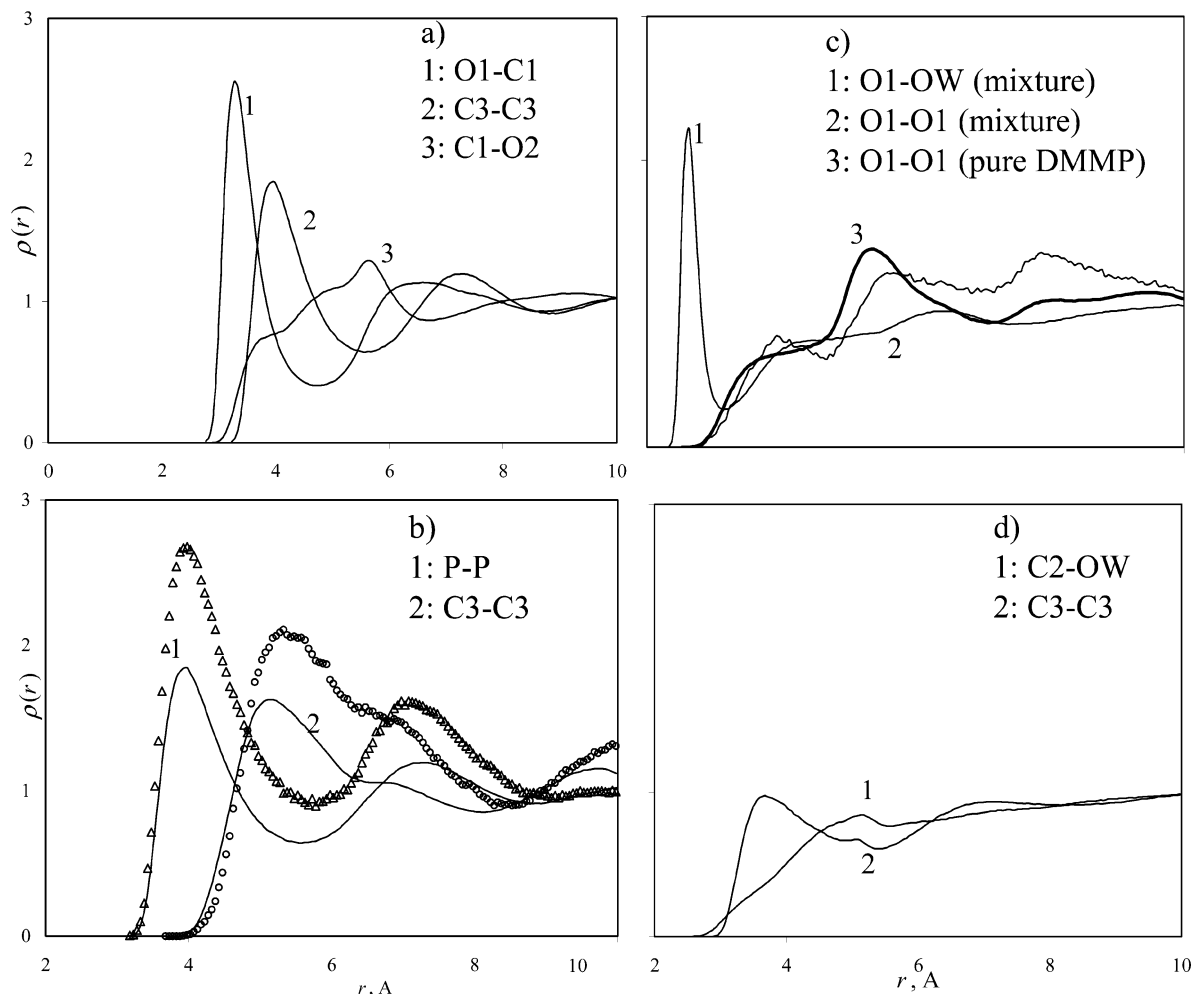 3
a)
1: O1-C1
2: C3-C3
3: C1-O2
1
2
2
3
ρ(r)
1
0
0
2
4
6
8
10
c)
1: O1-OW (mixture)
2: O1-O1 (mixture)
3: O1-O1 (pure DMMP)
1
3
2
3
b)
1: P-P
2: C3-C3
2
1
2
ρ(r)
1
0
2
4
6
8
10
r, A
d)
1: C2-OW
2: C3-C3
1
2
2
4
6
8
10
r, A